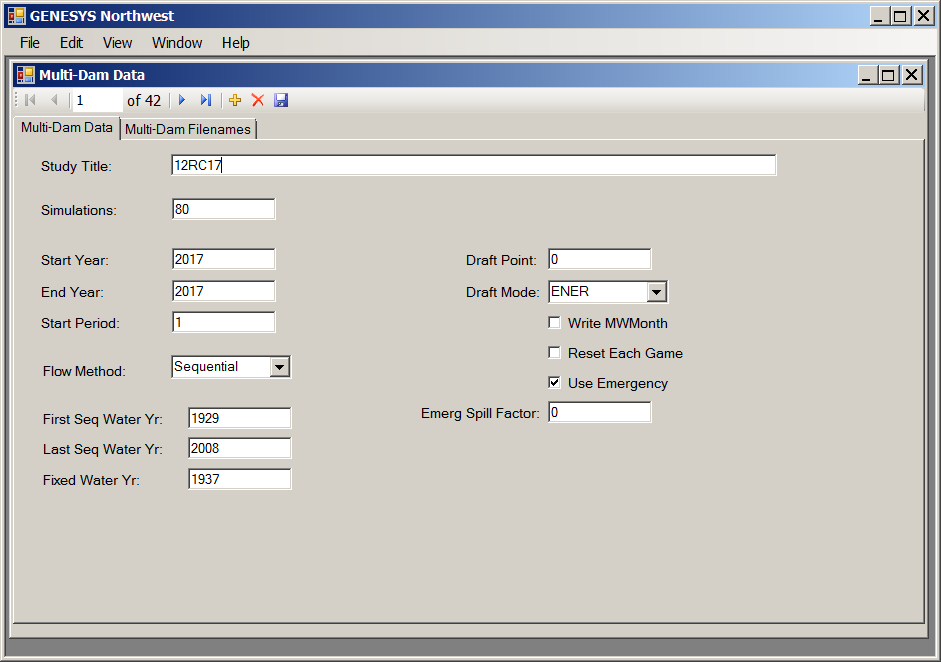 GENESYS Northwest
File Edit View Window Help
Multi-Dam Data
1 of 42
Multi-Dam Data Multi-Dam Filenames
Study Title: 12RC17
Simulations: 80
Start Year: 2017 Draft Point: 0
End Year: 2017 Draft Mode: ENER
Start Period: 1 Write MWMonth
Reset Each Game
Flow Method: Sequential
Use Emergency
First Seq Water Yr: 1929 Emerg Spill Factor: 0
Last Seq Water Yr: 2008
Fixed Water Yr: 1937